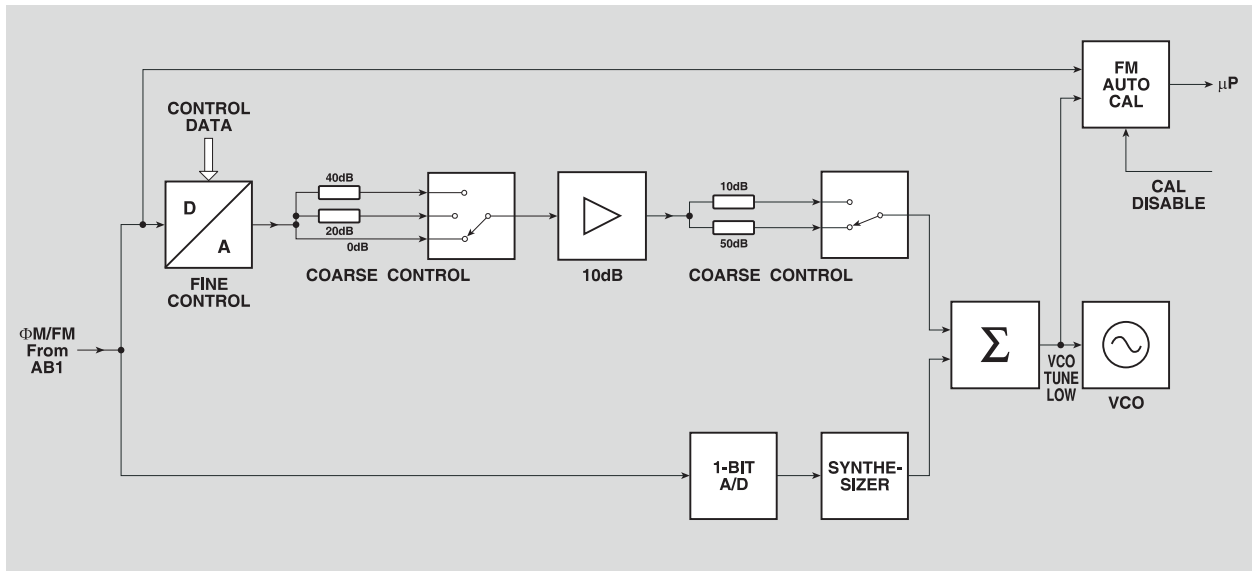 FM
AUTO
CAL
μP
CONTROL
DATA
CAL
DISABLE
D
A
FINE
CONTROL
40dB
20dB
0dB
COARSE CONTROL
10dB
10dB
50dB
COARSE CONTROL
ΦM/FM
From
AB1
Σ
VCO
TUNE
LOW
VCO
1-BIT
A/D
SYNTHE-
SIZER